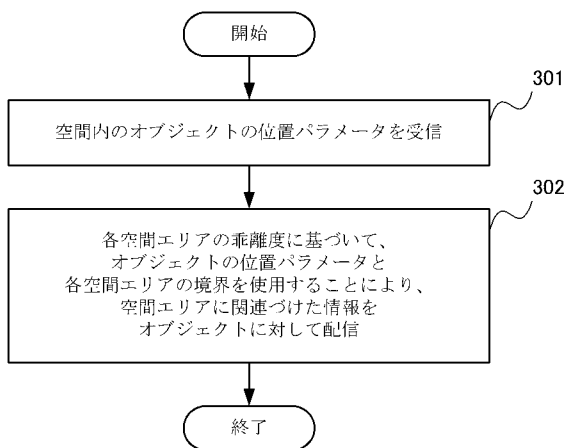 開始
301
空間内のオブジェクトの位置パラメータを受信
302
各空間エリアの乖離度に基づいて、
オブジェクトの位置パラメータと
各空間エリアの境界を使用することにより、
空間エリアに関連づけた情報を
オブジェクトに対して配信
終了